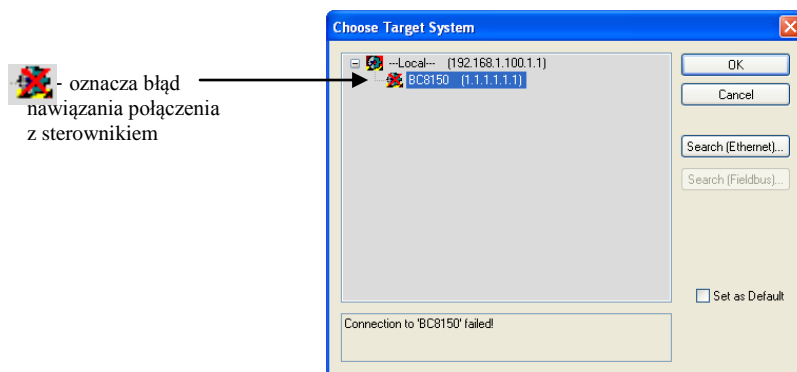 - oznacza błąd
nawiązania połączenia
z sterownikiem
Choose Target System
---Local--- (192.168.1.100.1.1)
BC8150 (1.1.1.1.1.1)
OK
Cancel
Search (Ethernet)...
Search (Fieldbus)...
Set as Default
Connection to 'BC8150' failed!